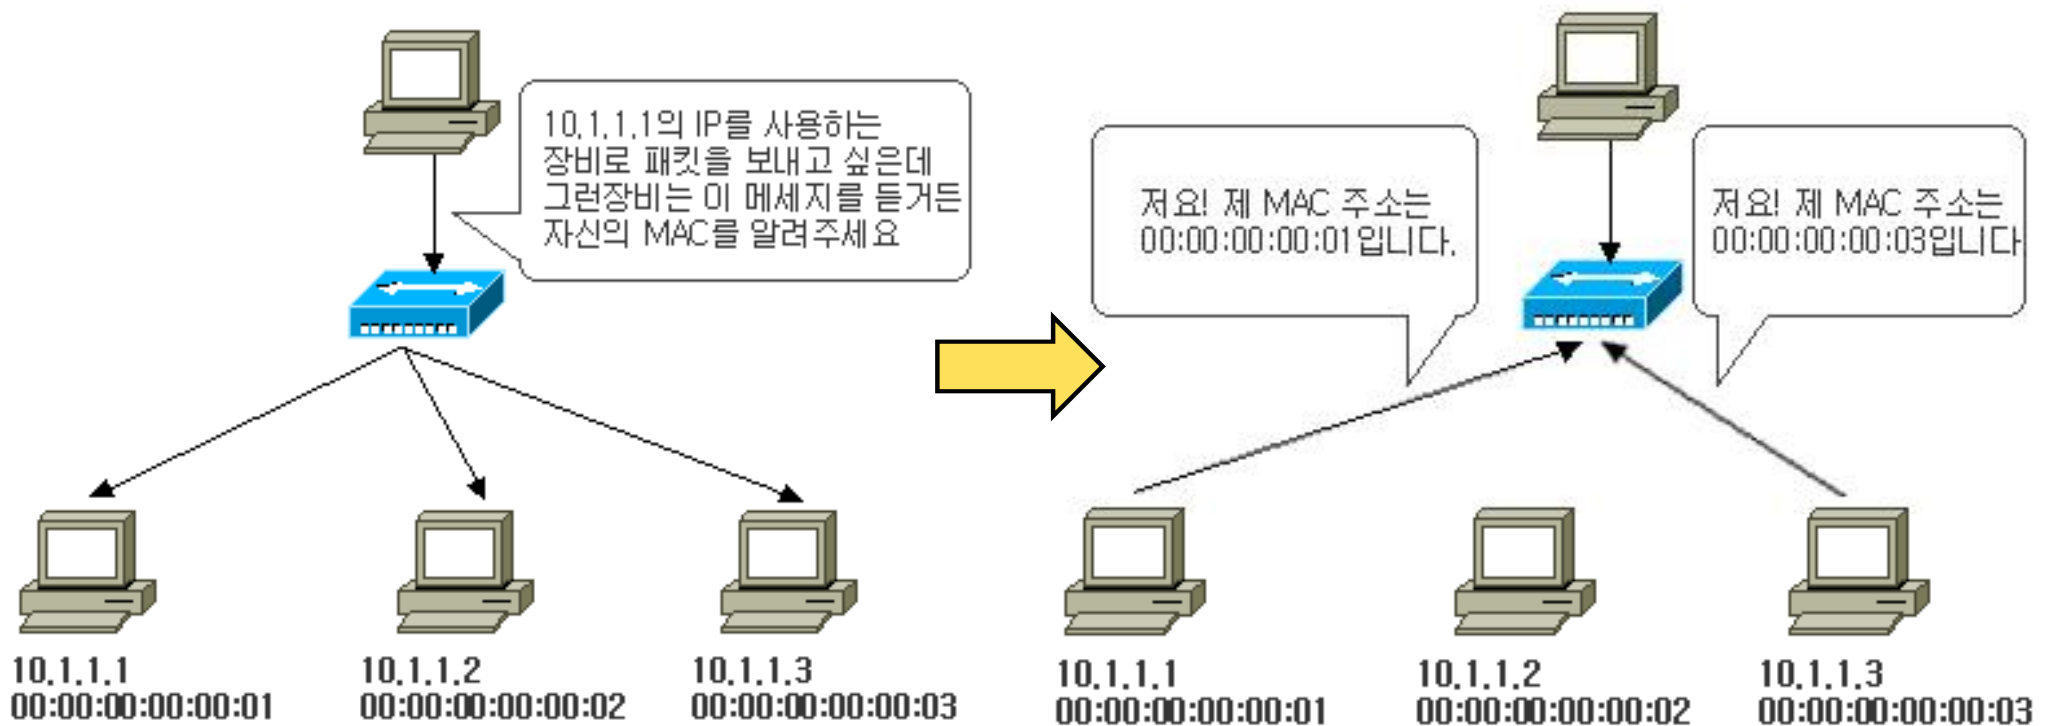 10.1.1.1의 IP를 사용하는
장비로 패킷을 보내고 싶은데
그런장비는 이 메세지를 듣거든
자신의 MAC를 알려주세요
10.1.1.1
00:00:00:00:00:01
10.1.1.2
00:00:00:00:00:02
10.1.1.3
00:00:00:00:00:03
저요! 제 MAC 주소는
00:00:00:00:01입니다.
저요! 제 MAC 주소는
00:00:00:00:03입니다
10.1.1.1
00:00:00:00:00:01
10.1.1.2
00:00:00:00:00:02
10.1.1.3
00:00:00:00:00:03